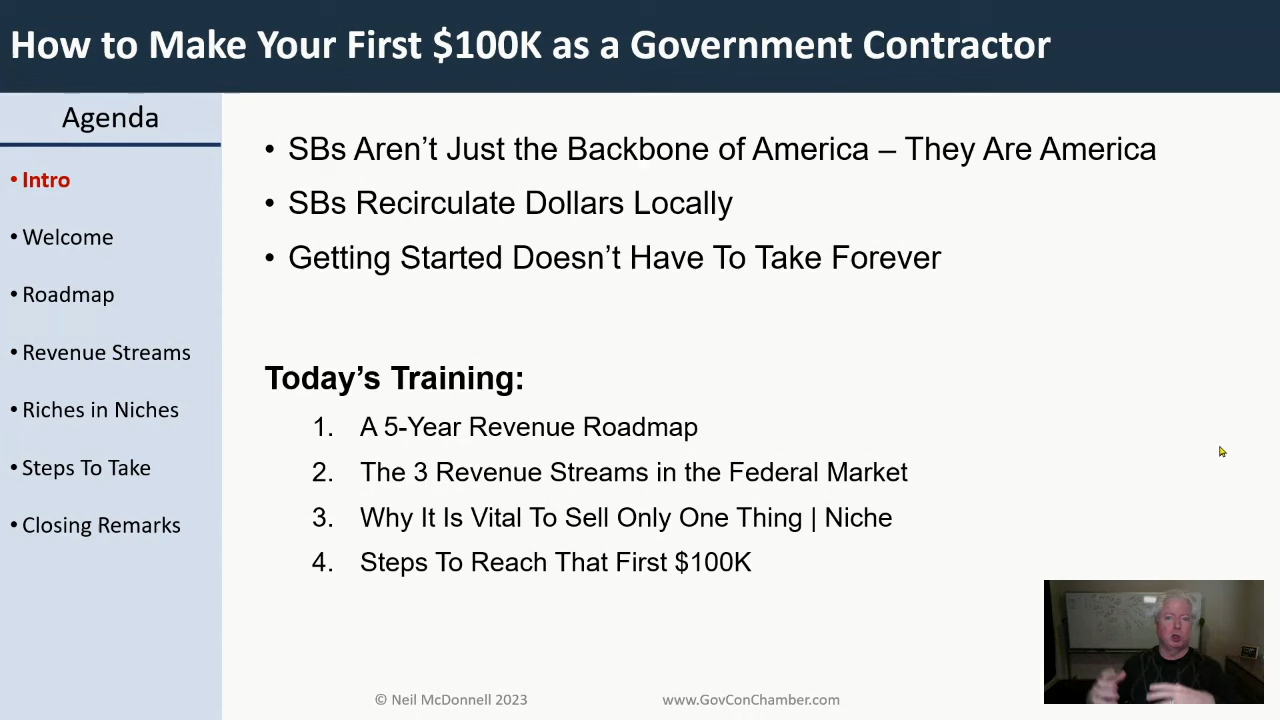 How to Make Your First $100K as a Government Contractor
Agenda
• Intro
• Welcome
• Roadmap
• Revenue Streams
• Riches in Niches
• Steps To Take
• Closing Remarks
• SBs Aren’t Just the Backbone of America – They Are America
• SBs Recirculate Dollars Locally
• Getting Started Doesn’t Have To Take Forever
Today’s Training:
1. A 5-Year Revenue Roadmap
2. The 3 Revenue Streams in the Federal Market
3. Why It Is Vital To Sell Only One Thing | Niche
4. Steps To Reach That First $100K
© Neil McDonnell 2023 www.GovConChamber.com